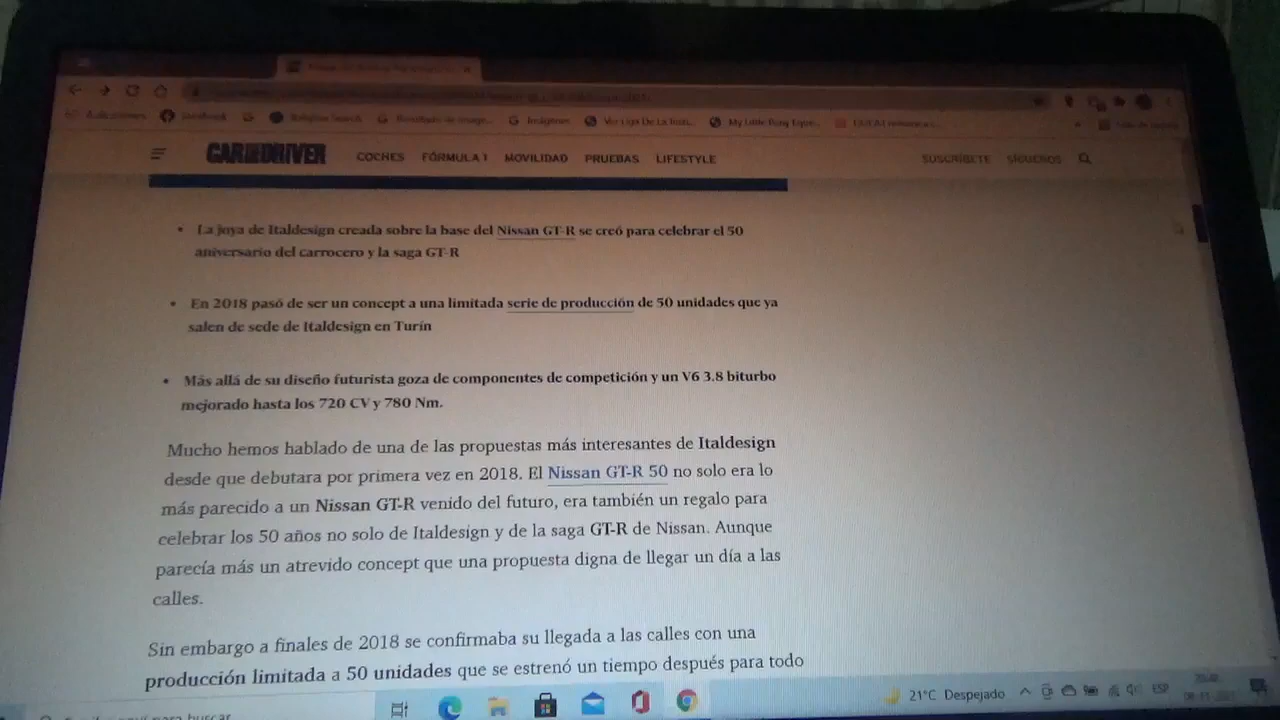 Facebook
Imágenes
CAR AND DRIVER COCHES FÓRMULA 1 MOVILIDAD PRUEBAS LIFESTYLE SUSCRÍBETE SÍGUENOS
• La joya de Italdesign creada sobre la base del Nissan GT-R se creó para celebrar el 50
aniversario del carrocero y la saga GT-R
• En 2018 pasó de ser un concept a una limitada serie de producción de 50 unidades que ya
salen de sede de Italdesign en Turín
• Más allá de su diseño futurista goza de componentes de competición y un V6 3.8 biturbo
mejorado hasta los 720 CV y 780 Nm.
Mucho hemos hablado de una de las propuestas más interesantes de Italdesign
desde que debutara por primera vez en 2018. El Nissan GT-R 50 no solo era lo
más parecido a un Nissan GT-R venido del futuro, era también un regalo para
celebrar los 50 años no solo de Italdesign y de la saga GT-R de Nissan. Aunque
parecía más un atrevido concept que una propuesta digna de llegar un día a las
calles.
Sin embargo a finales de 2018 se confirmaba su llegada a las calles con una
producción limitada a 50 unidades que se estrenó un tiempo después para todo
21°C Despejado ESP